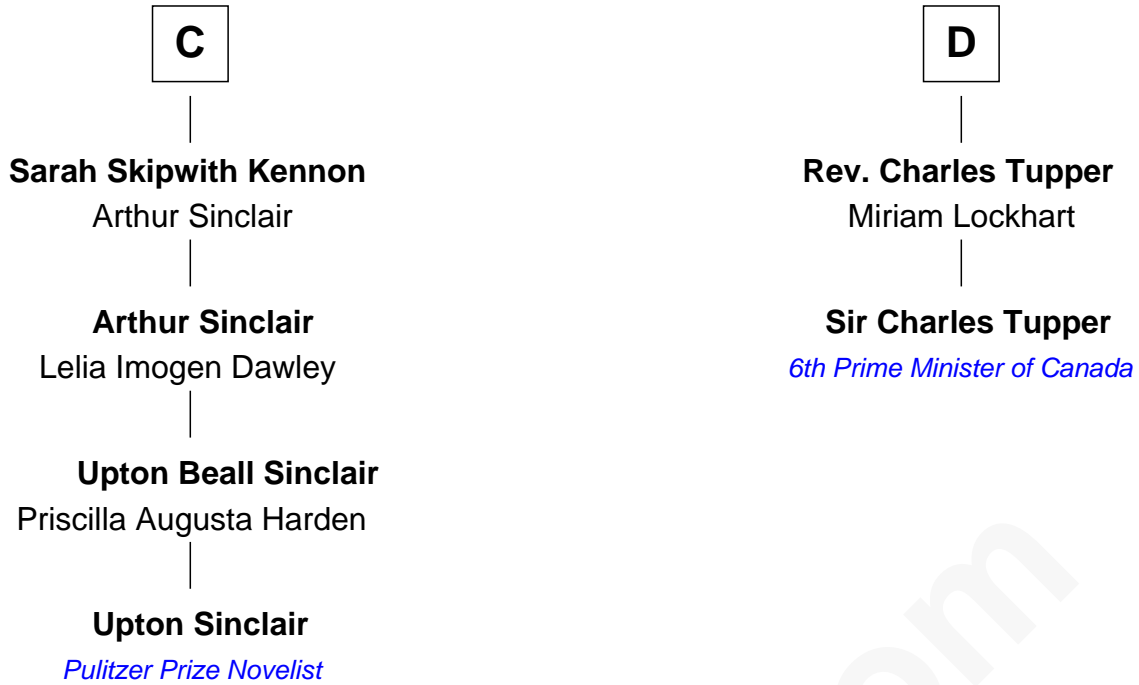 C
Sarah Skipwith Kennon
Arthur Sinclair
Arthur Sinclair
Lelia Imogen Dawley
Upton Beall Sinclair
Priscilla Augusta Harden
Upton Sinclair
Pulitzer Prize Novelist
D
Rev. Charles Tupper
Miriam Lockhart
Sir Charles Tupper
6th Prime Minister of Canada
om